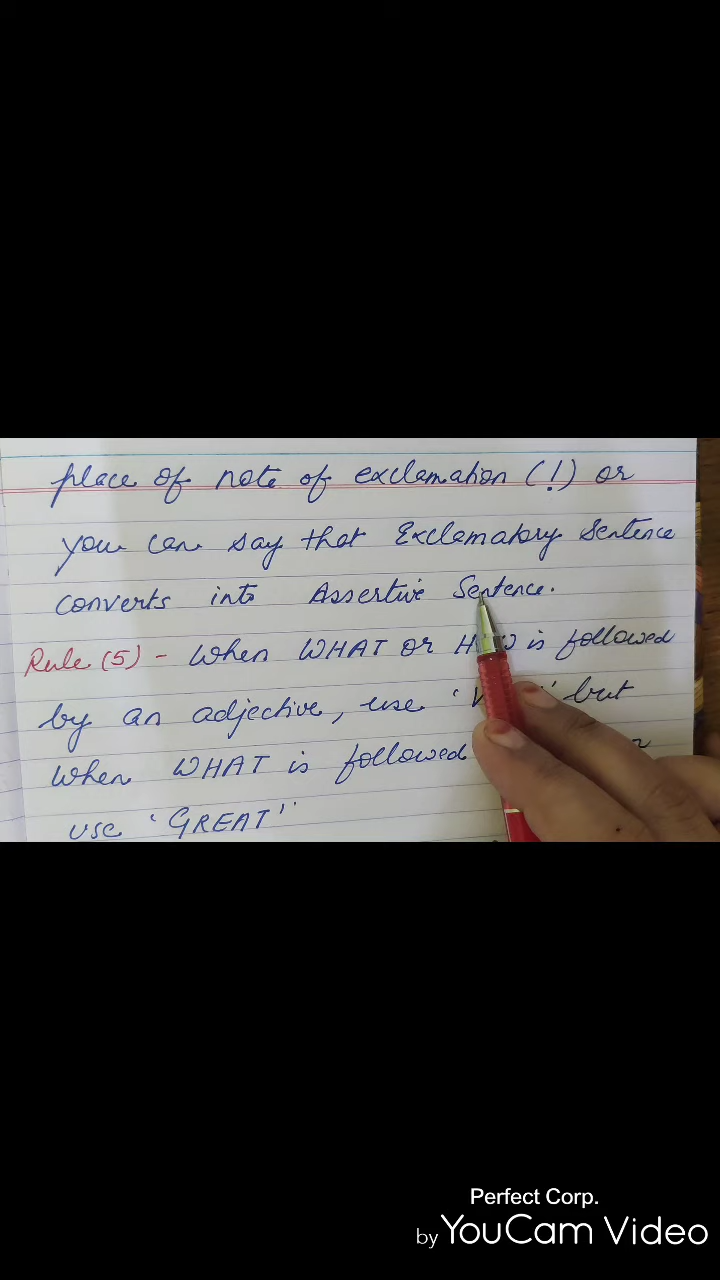 place of note of exclamation (!) or
you can say that Exclamatory Sentence
converts into Assertive Sentence.
Rule (5) - When WHAT or HOW is followed
by an adjective, use ' but
when WHAT is followed
use 'GREAT'
Perfect Corp.
by YouCam Video